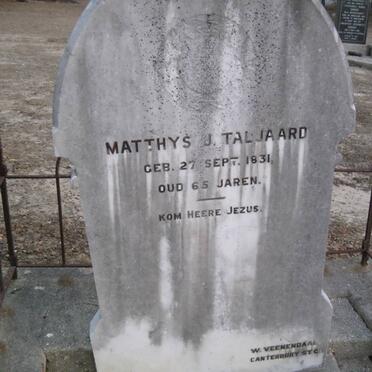 MATTHYS J. TALJAARD
GEB. 27 SEPT. 1831.
OUD 65 JAREN.
KOM HEERE JEZUS.
W. VEENENDAAL
CANTERBURY ST C.